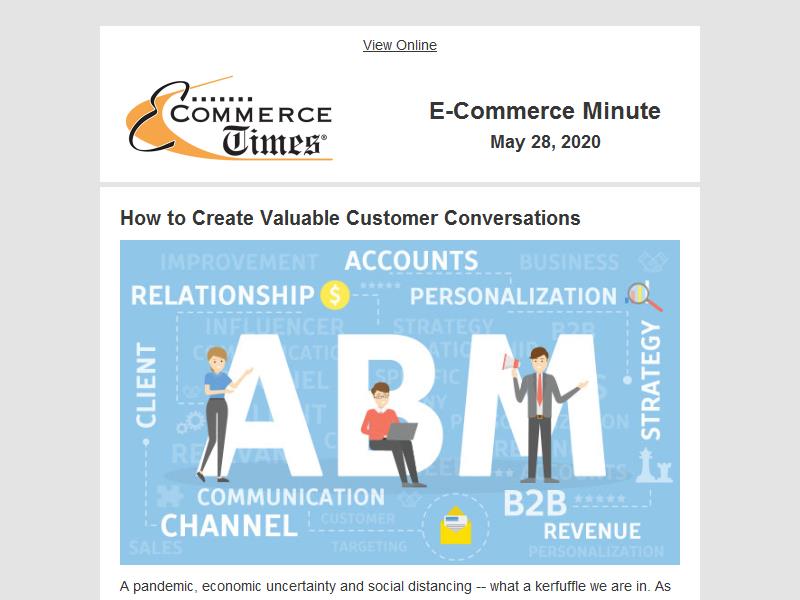 View Online
E-COMMERCE
Times®
E-Commerce Minute
May 28, 2020
How to Create Valuable Customer Conversations
IMPROVEMENT ACCOUNTS BUSINESS
RELATIONSHIP $ PERSONALIZATION
INFLUENCER STRATEGY B2B
CLIENT
ABM
STRATEGY
COMMUNICATION B2B
CHANNEL CUSTOMER REVENUE
SALES TARGETING PERSONALIZATION
A pandemic, economic uncertainty and social distancing -- what a kerfuffle we are in. As